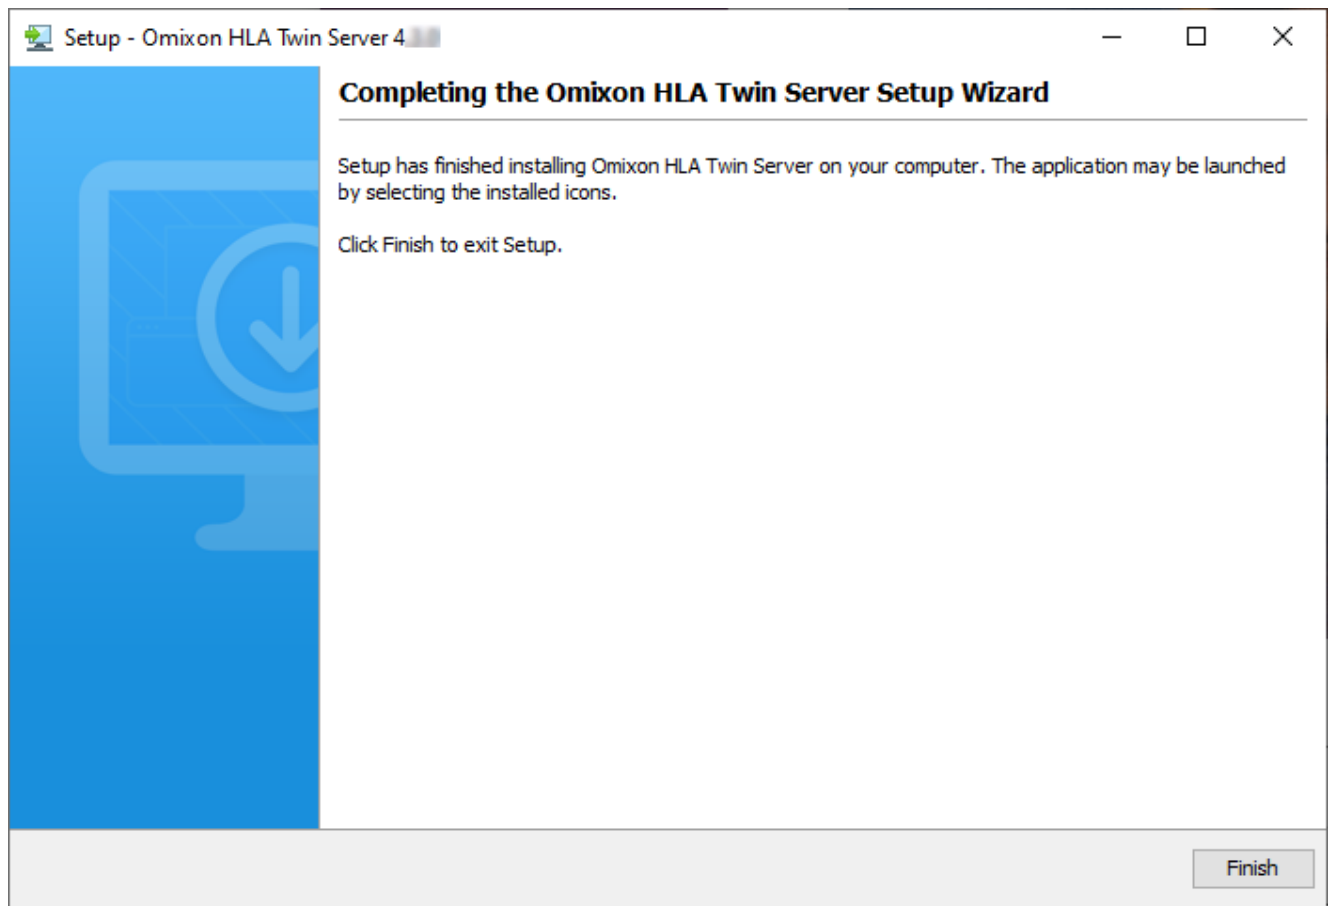 Setup - Omixon HLA Twin Server 4
Completing the Omixon HLA Twin Server Setup Wizard
Setup has finished installing Omixon HLA Twin Server on your computer. The application may be launched
by selecting the installed icons.
Click Finish to exit Setup.
Finish